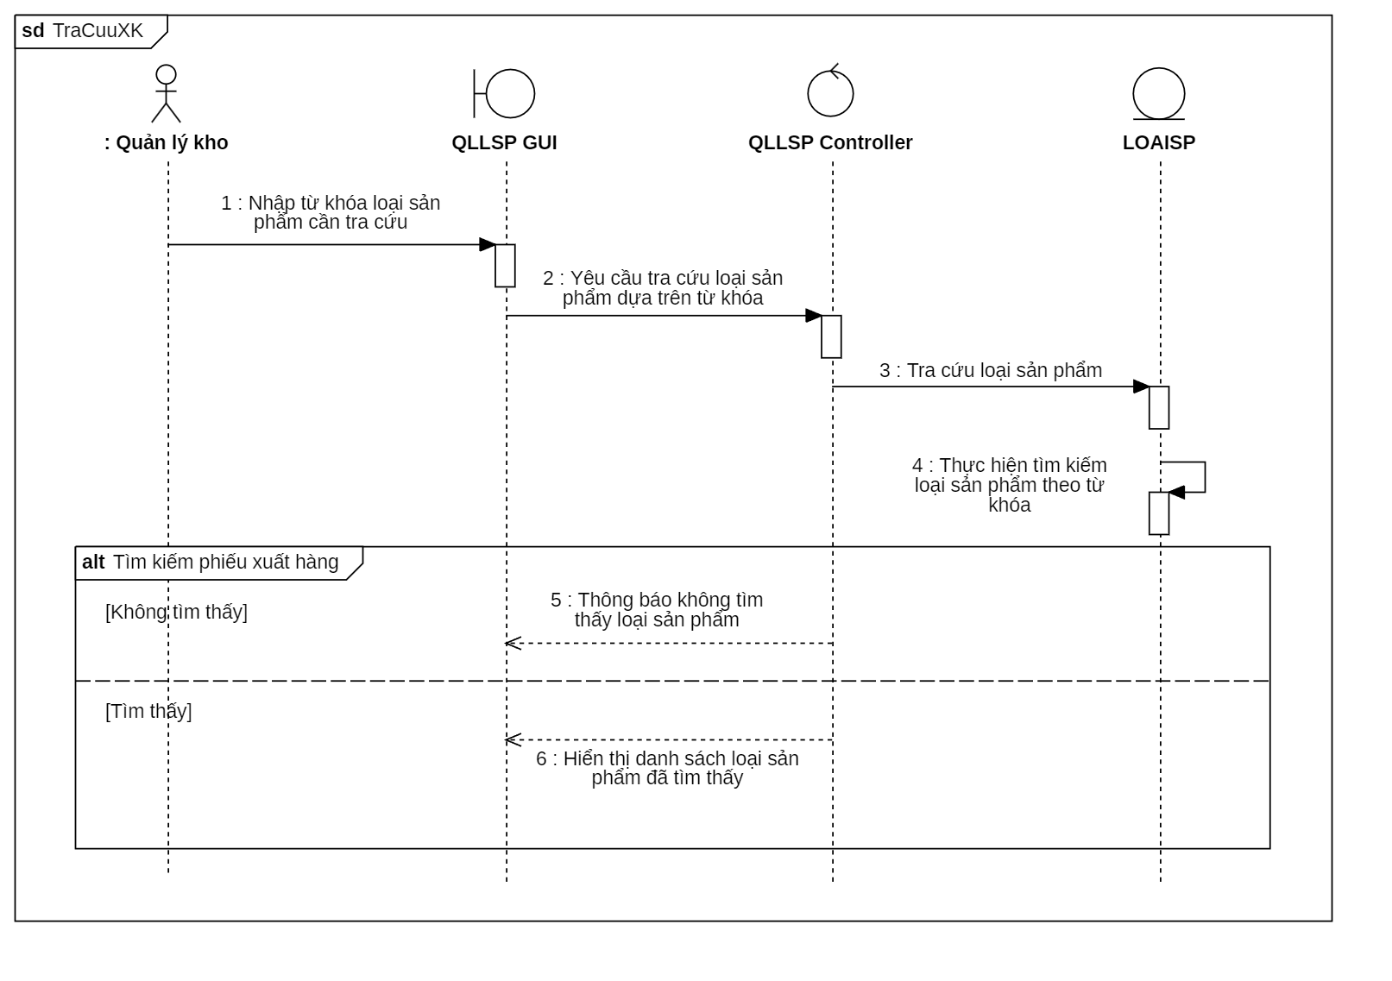 sd TraCuuXK
: Quản lý kho
QLLSP GUI
QLLSP Controller
LOAISP
1 : Nhập từ khóa loại sản
phẩm cần tra cứu
2 : Yêu cầu tra cứu loại sản
phẩm dựa trên từ khóa
3 : Tra cứu loại sản phẩm
4 : Thực hiện tìm kiếm
loại sản phẩm theo từ
khóa
alt Tìm kiếm phiếu xuất hàng
[Không tìm thấy]
5 : Thông báo không tìm
thấy loại sản phẩm
[Tìm thấy]
6 : Hiển thị danh sách loại sản
phẩm đã tìm thấy